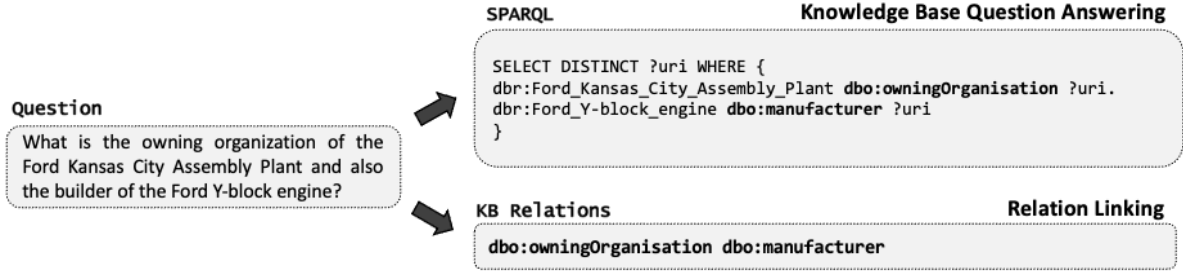 SPARQL
Knowledge Base Question Answering
SELECT DISTINCT ?uri WHERE {
dbr:Ford_Kansas_City_Assembly_Plant dbo:owningOrganisation ?uri.
dbr:Ford_Y-block_engine dbo:manufacturer ?uri
}
Question
What is the owning organization of the
Ford Kansas City Assembly Plant and also
the builder of the Ford Y-block engine?
KB Relations
Relation Linking
dbo:owningOrganisation dbo:manufacturer